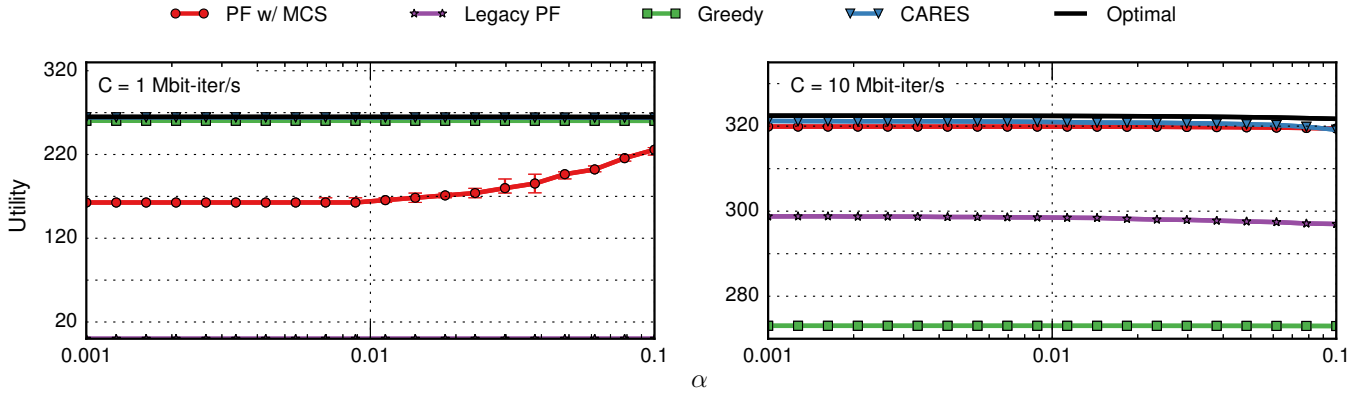 PF w/ MCS Legacy PF Greedy CARES Optimal
C = 1 Mbit-iter/s
320
220
120
20
Utility
0.001 0.01 0.1
C = 10 Mbit-iter/s
320
300
280
0.001 0.01 0.1
α